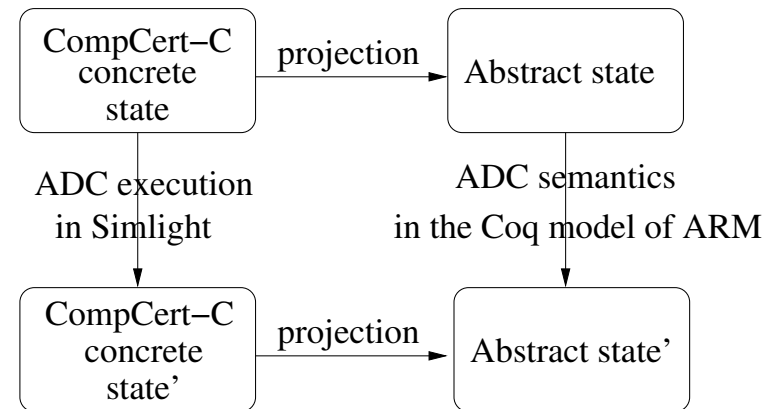 CompCert−C
concrete
state
projection
Abstract state
ADC execution
in Simlight
ADC semantics
in the Coq model of ARM
CompCert−C
concrete
state'
projection
Abstract state'